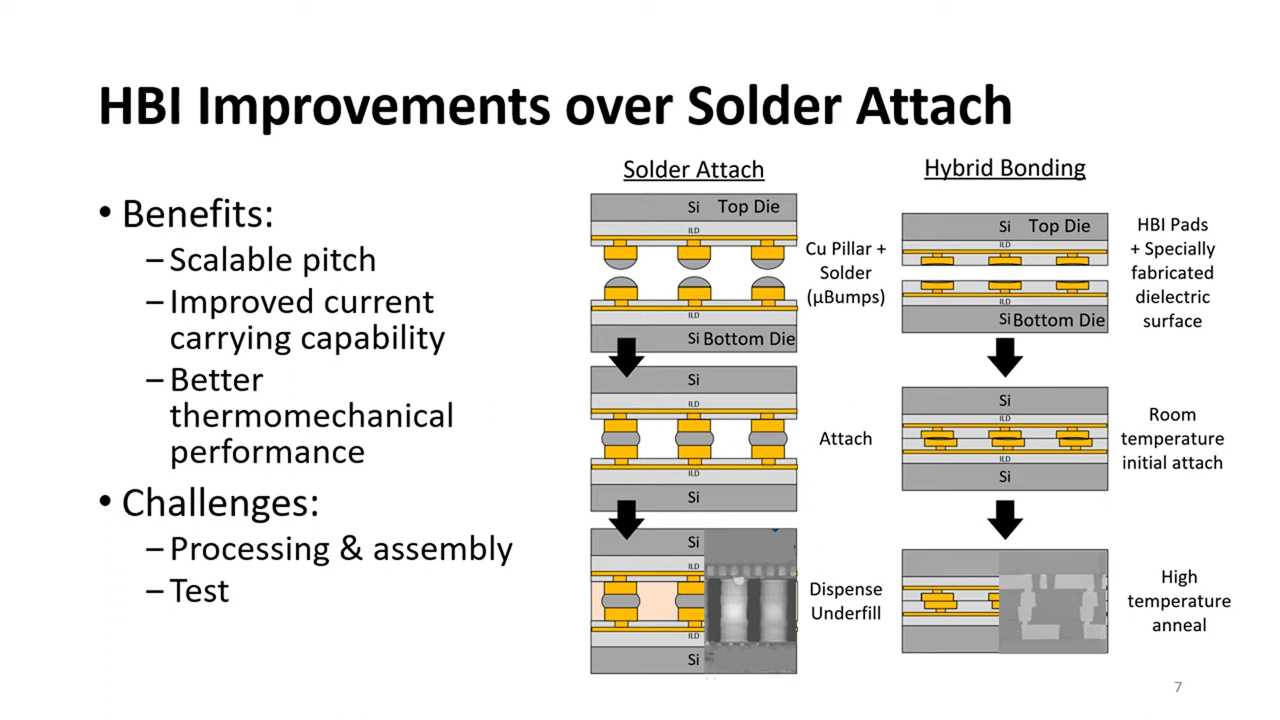 HBI Improvements over Solder Attach
• Benefits:
– Scalable pitch
– Improved current
carrying capability
– Better
thermomechanical
performance
• Challenges:
– Processing & assembly
– Test
Solder Attach
Si Top Die
ILD
ILD
Si Bottom Die
Cu Pillar +
Solder
(µBumps)
Si
ILD
ILD
Si
Attach
Si
ILD
ILD
Si
Dispense
Underfill
Hybrid Bonding
Si Top Die
ILD
ILD
Si Bottom Die
HBI Pads
+ Specially
fabricated
dielectric
surface
Si
ILD
ILD
Si
Room
temperature
initial attach
High
temperature
anneal
7